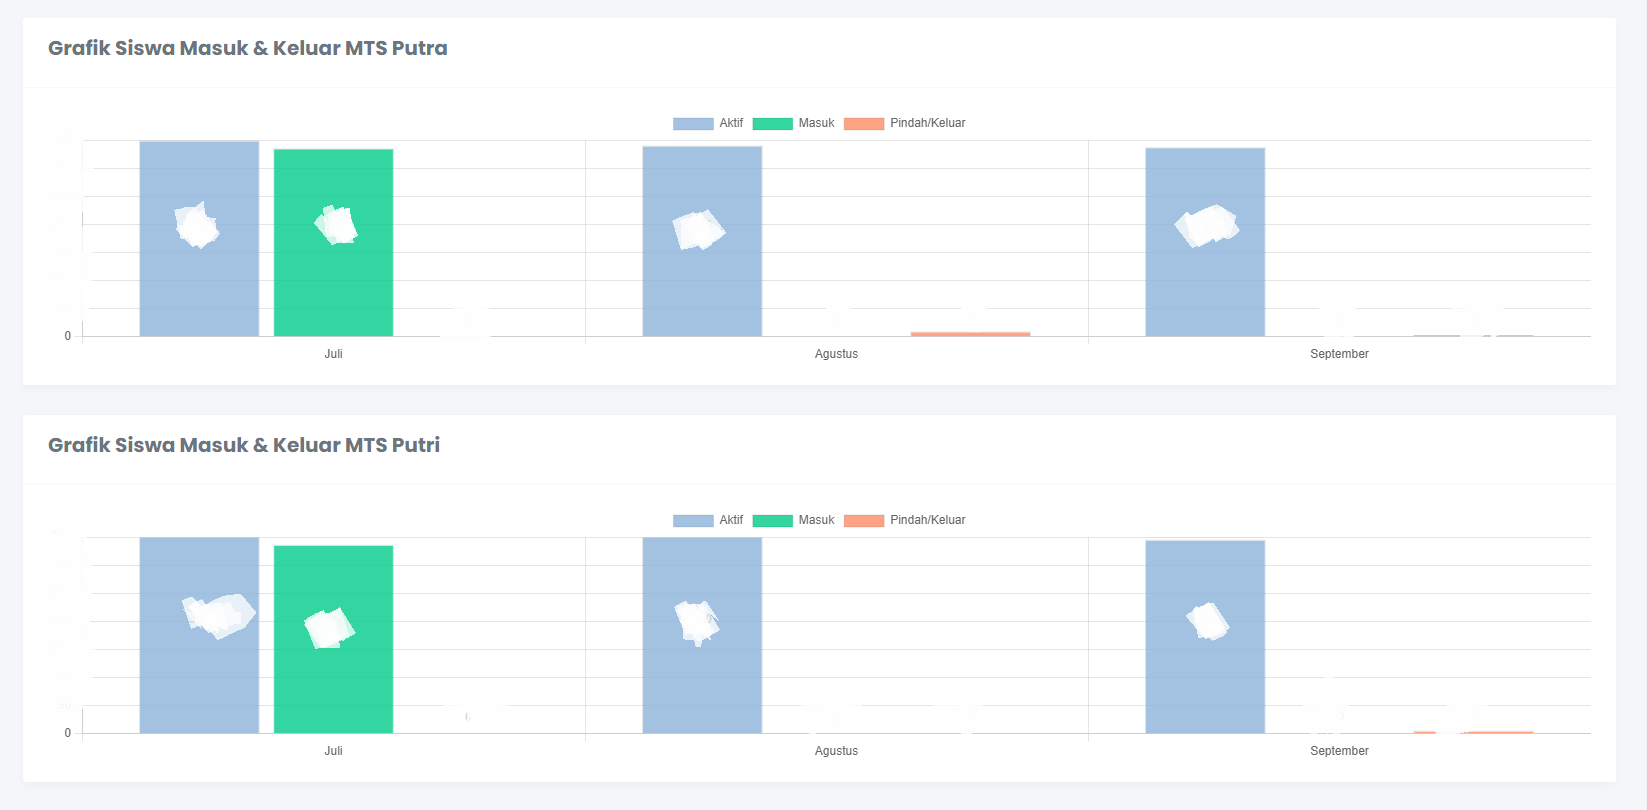 Grafik Siswa Masuk & Keluar MTS Putra
Aktif Masuk Pindah/Keluar
0
Juli Agustus September
Grafik Siswa Masuk & Keluar MTS Putri
Aktif Masuk Pindah/Keluar
0
Juli Agustus September